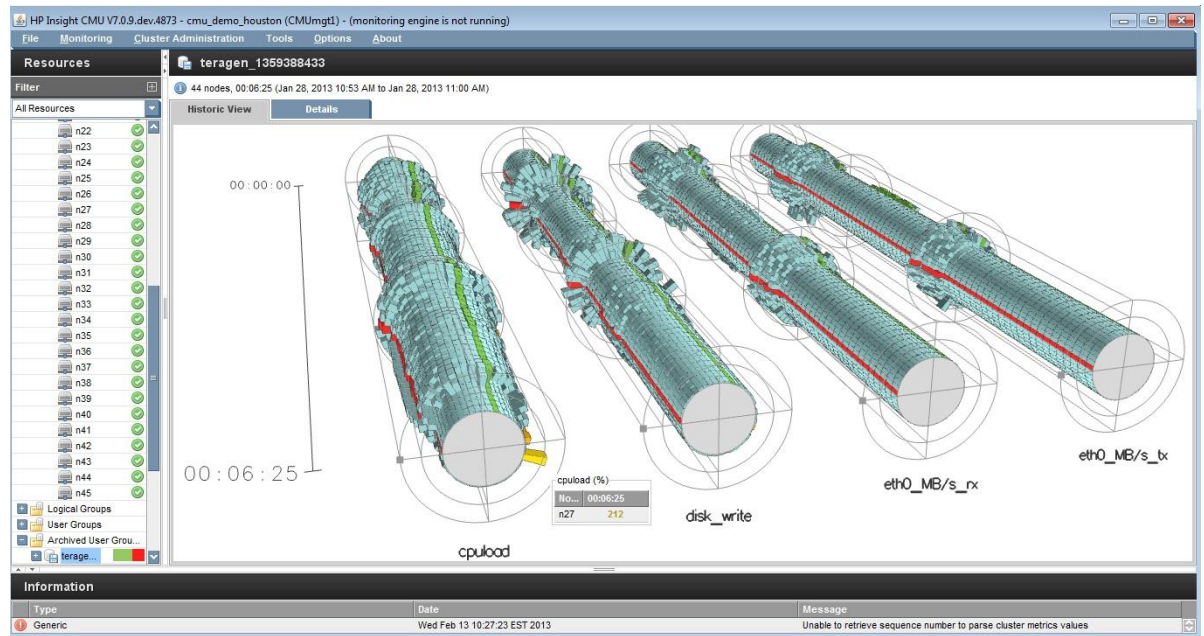 HP Insight CMU V7.0.9.dev.4873 - cmu_demo_houston (CMUmgt1) - (monitoring engine is not running)
File Monitoring Cluster Administration Tools Options About
Resources
teragen_1359388433
Filter
44 nodes, 00:06:25 (Jan 28, 2013 10:53 AM to Jan 28, 2013 11:00 AM)
All Resources
Historic View Details
n22
n23
n24
n25
n26
n27
n28
n29
n30
n31
n32
n33
n34
n35
n36
n37
n38
n39
n40
n41
n42
n43
n44
n45
Logical Groups
User Groups
Archived User Grou...
terage...
00:00:00
00:06:25
cpuload (%)
No... 00:06:25
n27 212
cpuload
disk_write
eth0_MB/s_rx
eth0_MB/s_tx
Information
Type Date Message
Generic Wed Feb 13 10:27:23 EST 2013 Unable to retrieve sequence number to parse cluster metrics values